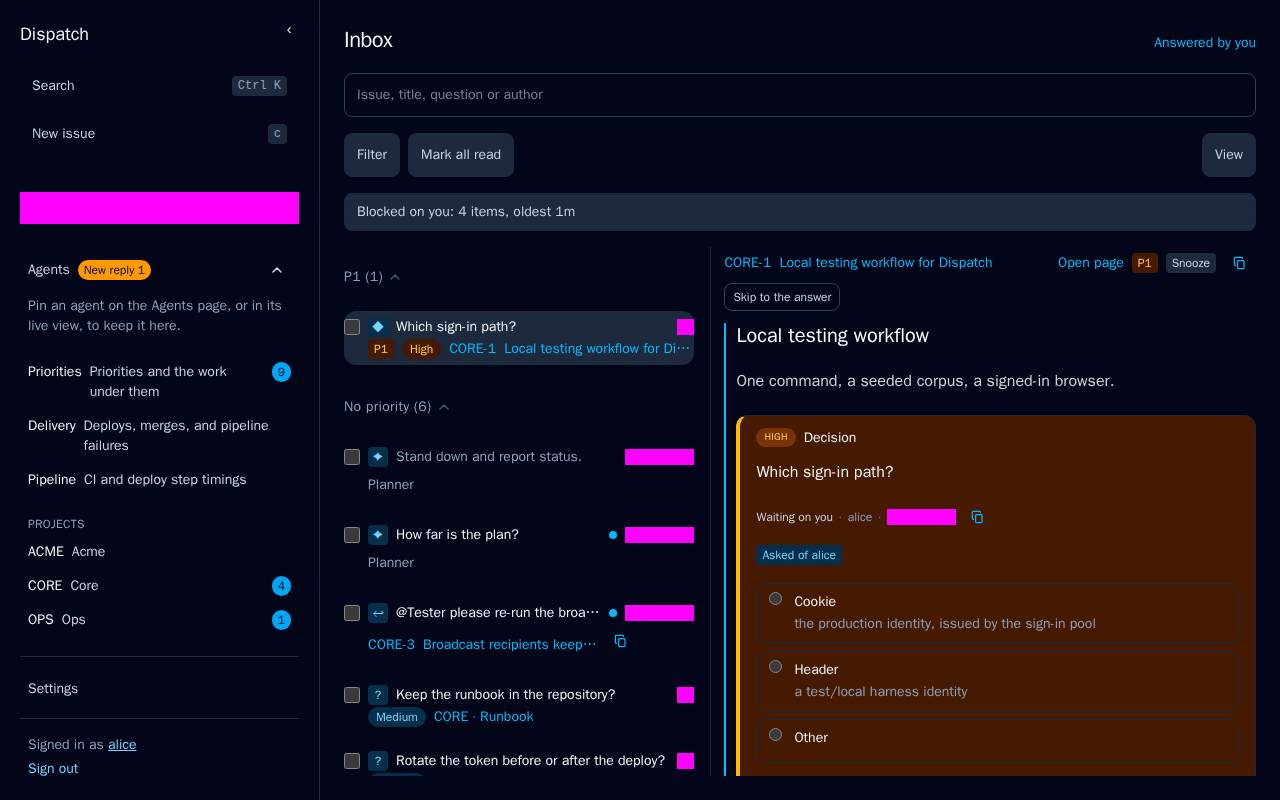 Dispatch
Search
Ctrl K
New issue
C
Agents
New reply 1
Pin an agent on the Agents page, or in its
live view, to keep it here.
Priorities Priorities and the work
under them
9
Delivery Deploys, merges, and pipeline
failures
Pipeline CI and deploy step timings
PROJECTS
ACME Acme
CORE Core
4
OPS Ops
1
Settings
Signed in as alice
Sign out
Inbox
Answered by you
Issue, title, question or author
Filter
Mark all read
View
Blocked on you: 4 items, oldest 1m
P1 (1)
Which sign-in path?
P1 High CORE-1 Local testing workflow for Di…
No priority (6)
Stand down and report status.
Planner
How far is the plan?
Planner
@Tester please re-run the broa…
CORE-3 Broadcast recipients keep…
? Keep the runbook in the repository?
Medium CORE · Runbook
? Rotate the token before or after the deploy?
CORE-1 Local testing workflow for Dispatch
Open page P1 Snooze
Skip to the answer
Local testing workflow
One command, a seeded corpus, a signed-in browser.
HIGH Decision
Which sign-in path?
Waiting on you · alice ·
Asked of alice
Cookie
the production identity, issued by the sign-in pool
Header
a test/local harness identity
Other